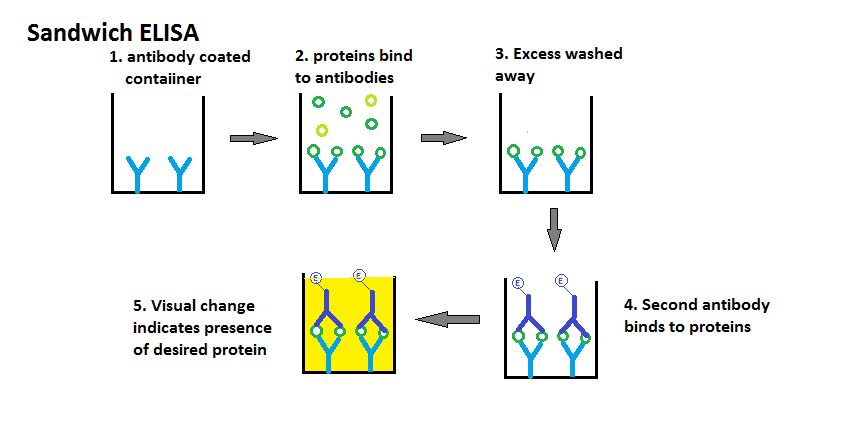 Sandwich ELISA
1. antibody coated
contaiiner
2. proteins bind
to antibodies
3. Excess washed
away
E
E
5. Visual change
indicates presence
of desired protein
E
E
4. Second antibody
binds to proteins